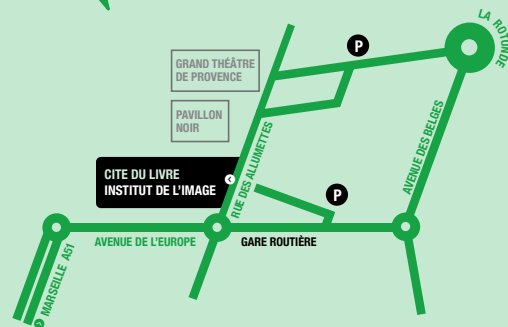 LA ROTONDE
P
GRAND THÉÂTRE
DE PROVENCE
PAVILLON
NOIR
RUE DES ALLUMETTES
AVENUE DES BELGES
CITE DU LIVRE
INSTITUT DE L'IMAGE
P
AVENUE DE L'EUROPE
GARE ROUTIÈRE
MARSEILLE A51